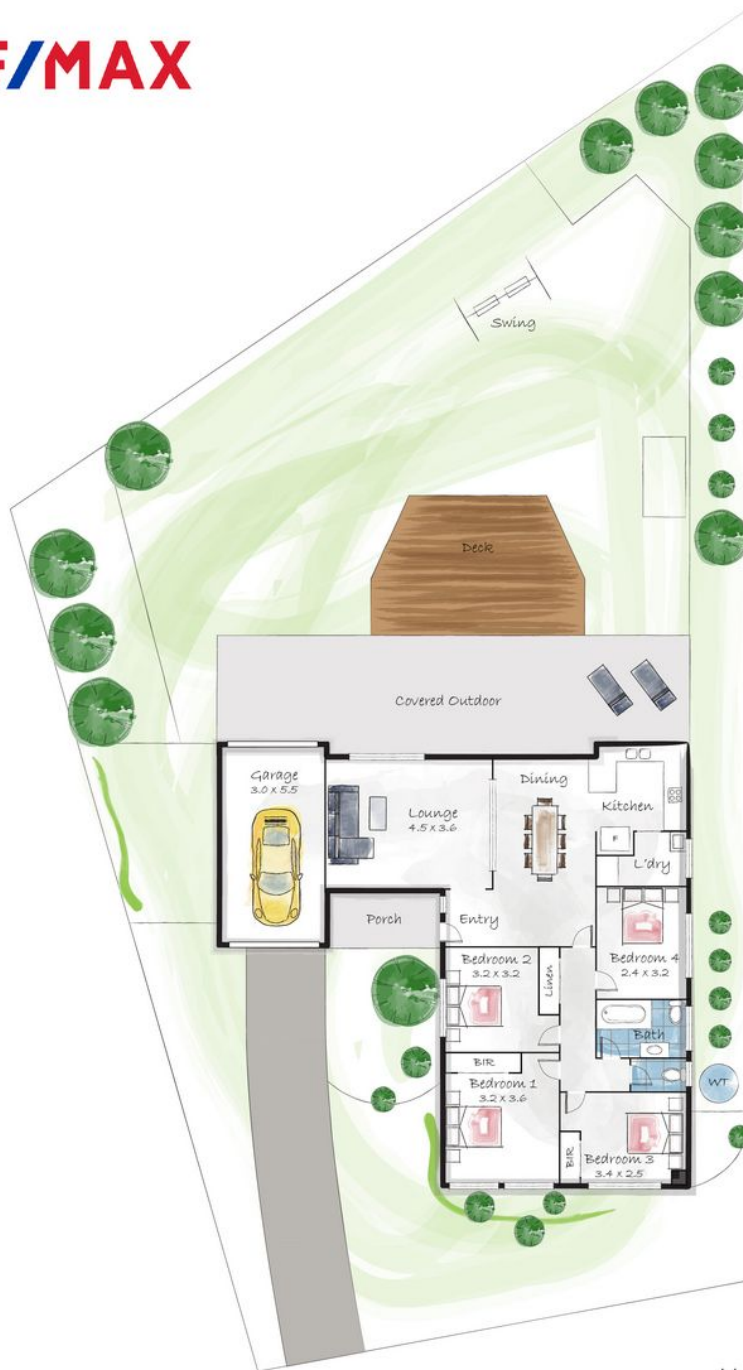 F/MAX
Swing
Deck
Covered Outdoor
Garage
3.0 x 5.5
Lounge
4.5 x 3.6
Dining
Kitchen
F
L'dry
Porch
Entry
Bedroom 2
3.2 x 3.2
Linen
Bedroom 4
2.4 x 3.2
Bath
BIR
Bedroom 1
3.2 x 3.6
WT
BIR
Bedroom 3
3.4 x 2.5